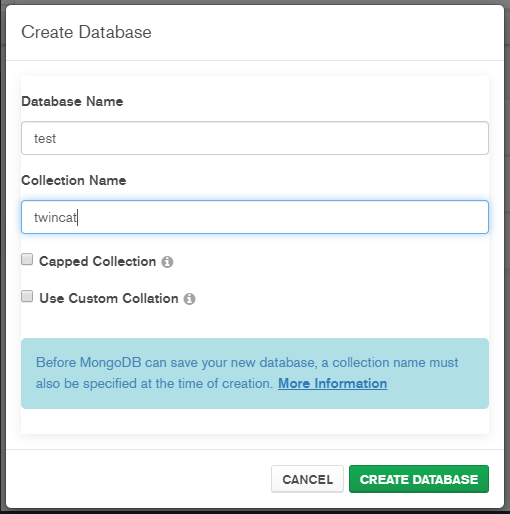 Create Database
Database Name
test
Collection Name
twincat
Capped Collection
Use Custom Collation
Before MongoDB can save your new database, a collection name must
also be specified at the time of creation. More Information
CANCEL CREATE DATABASE